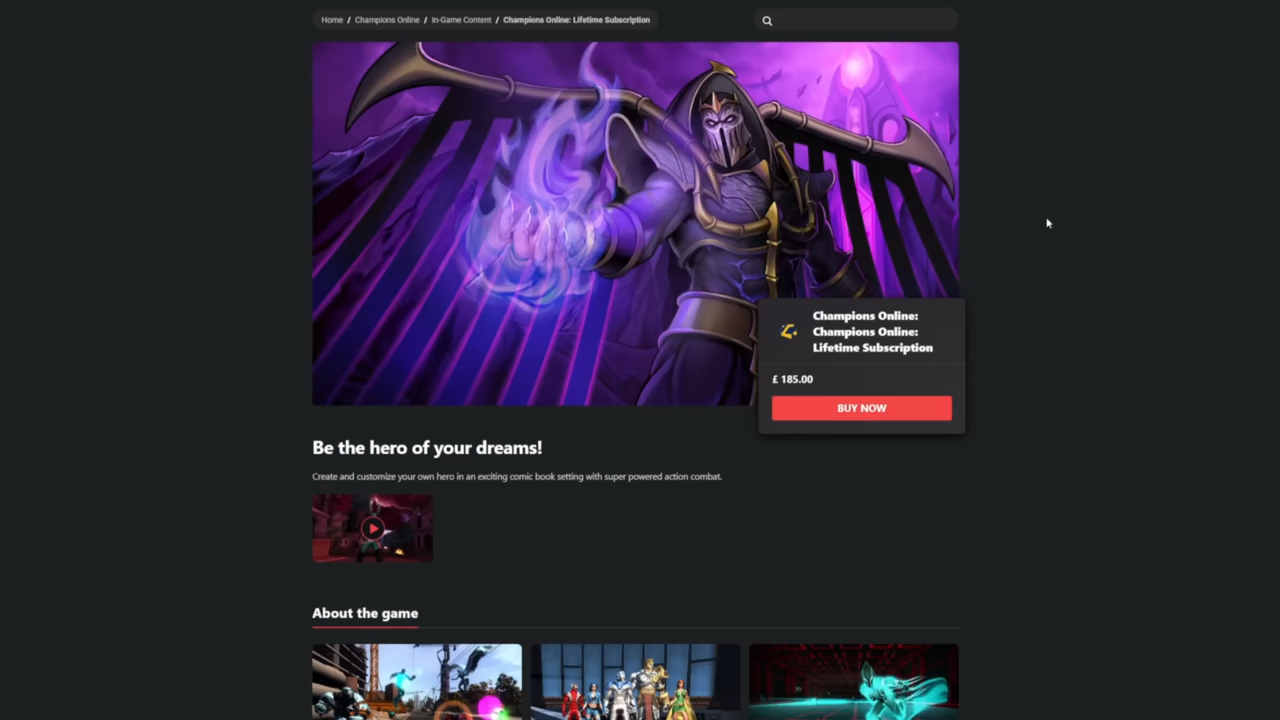 Home / Champions Online / In-Game Content / Champions Online: Lifetime Subscription
Champions Online:
Champions Online:
Lifetime Subscription
£ 185.00
BUY NOW
Be the hero of your dreams!
Create and customize your own hero in an exciting comic book setting with super powered action combat.
About the game